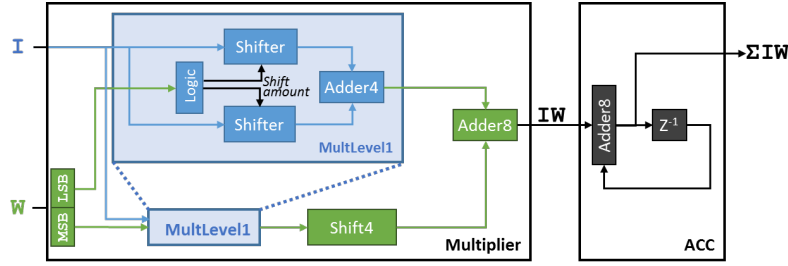 I
Shifter
Logic
Shift
amount
Adder4
Shifter
MultLevel1
W
LSB
MSB
MultLevel1
Shift4
Adder8
Multiplier
IW
Adder8
Z⁻¹
ΣIW
ACC